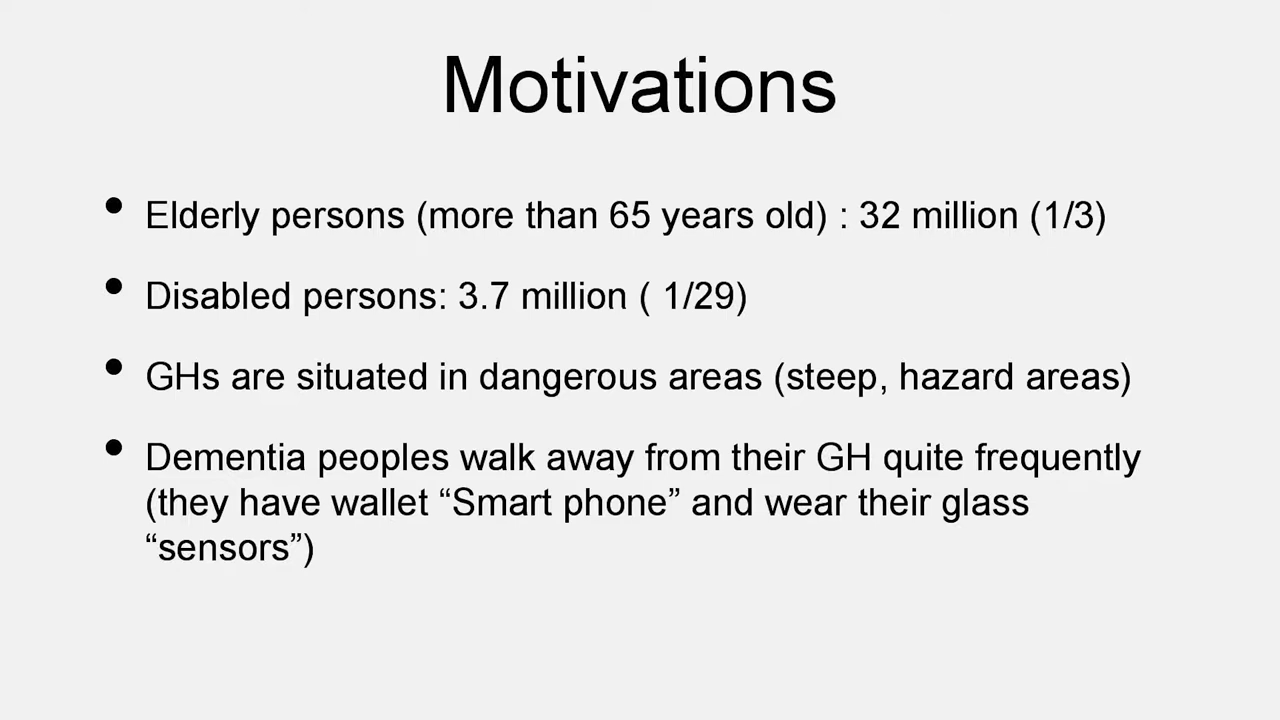 Motivations
• Elderly persons (more than 65 years old) : 32 million (1/3)
• Disabled persons: 3.7 million ( 1/29)
• GHs are situated in dangerous areas (steep, hazard areas)
• Dementia peoples walk away from their GH quite frequently
(they have wallet “Smart phone” and wear their glass
“sensors”)